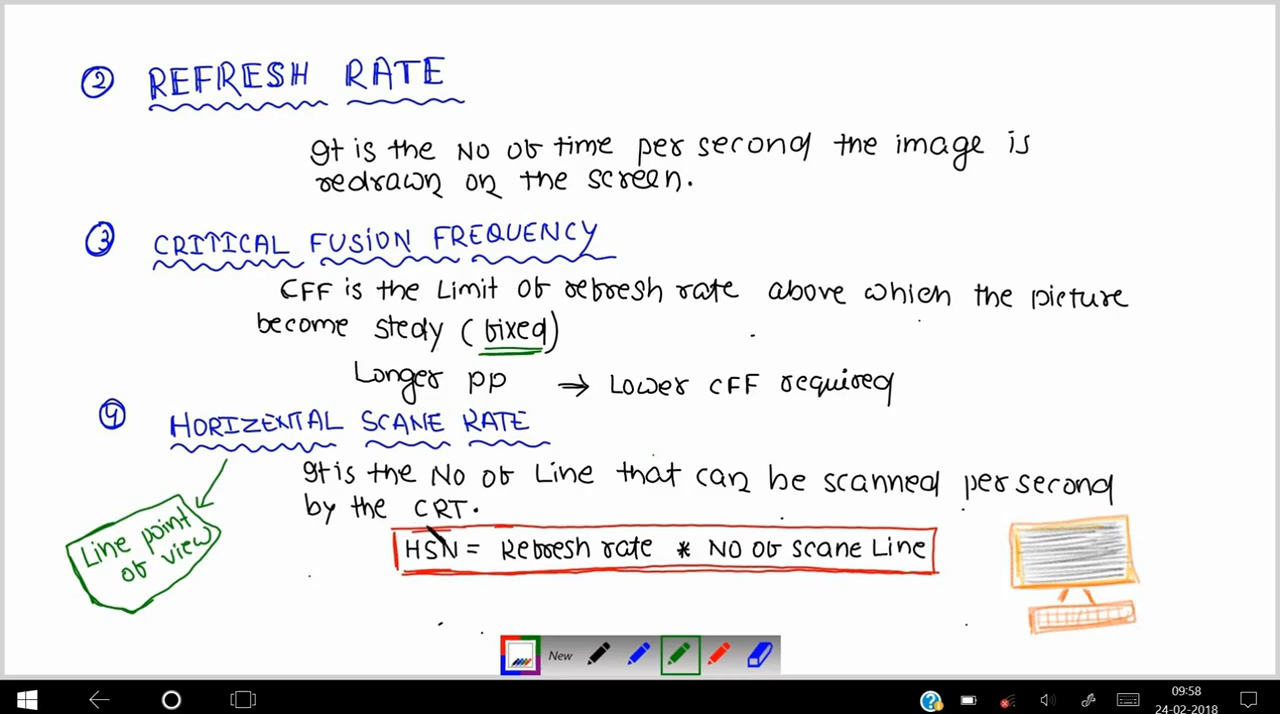 ② REFRESH RATE
It is the No of time per second the image is
redrawn on the screen.
③ CRITICAL FUSION FREQUENCY
CFF is the Limit of refresh rate above which the picture
become stedy (fixed)
Longer pp → Lower CFF required
④ HORIZENTAL SCANE RATE
It is the No of Line that can be scanned per second
by the CRT.
Line point
of view
HSN = Refresh rate * No of scane Line
New
09:58
24-02-2018